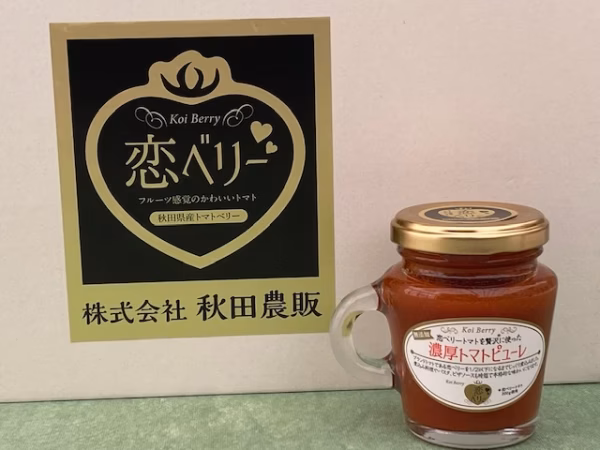 Koi Berry
恋ベリー
フルーツ感覚のかわいいトマト
秋田県産トマトベリー
株式会社 秋田農販
Koi Berry
恋ベリートマトを贅沢に使った
濃厚トマトピューレ
Koi Berry